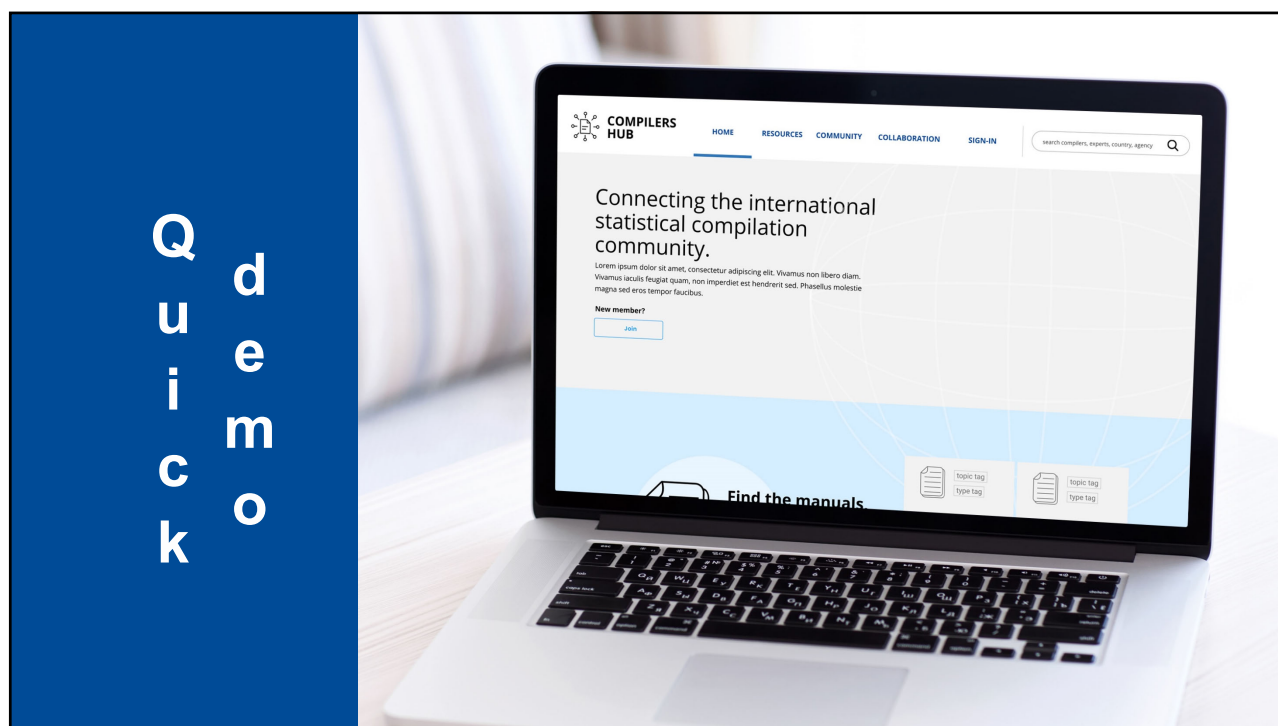 Quick
demo
COMPILERS
HUB
HOME
RESOURCES
COMMUNITY
COLLABORATION
SIGN-IN
search compilers, experts, country, agency
Connecting the international
statistical compilation
community.
Lorem ipsum dolor sit amet, consectetur adipiscing elit. Vivamus non libero diam.
Vivamus iaculis feugiat quam, non imperdiet est hendrerit sed. Phasellus molestie
magna sed eros tempor faucibus.
New member?
Join
Find the manuals,
topic tag
type tag
topic tag
type tag